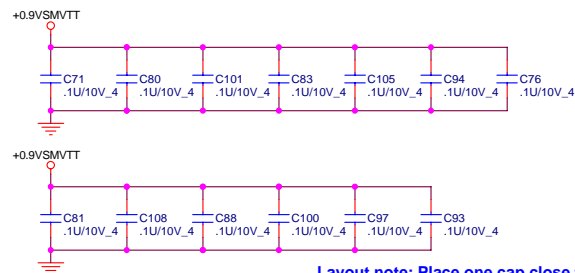 +0.9VSMVTT
C71 C80 C101 C83 C105 C94 C76
.1U/10V_4 .1U/10V_4 .1U/10V_4 .1U/10V_4 .1U/10V_4 .1U/10V_4 .1U/10V_4
+0.9VSMVTT
C81 C108 C88 C100 C97 C93
.1U/10V_4 .1U/10V_4 .1U/10V_4 .1U/10V_4 .1U/10V_4 .1U/10V_4
Layout note: Place one cap close